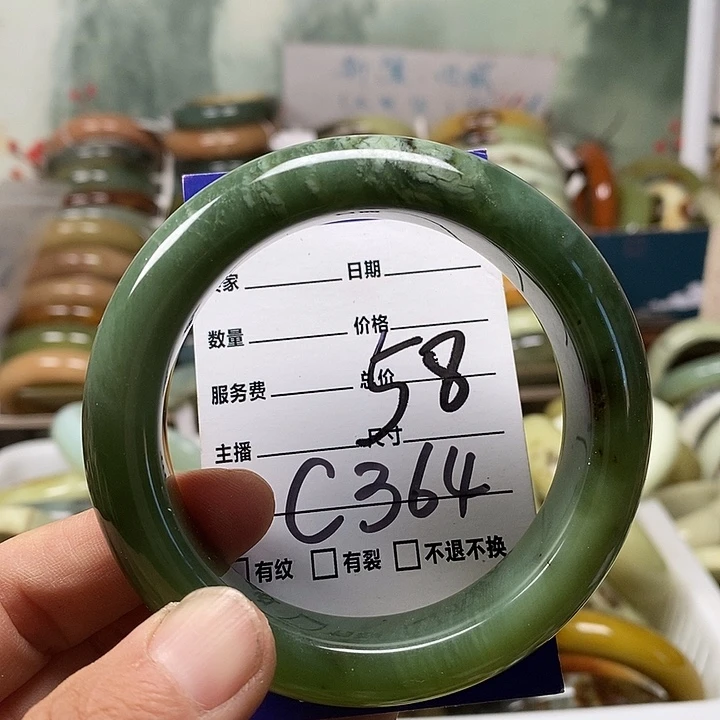 家 日期
数量 价格
58
服务费 总价
主播 尺寸
C364
有纹 有裂 不退不换